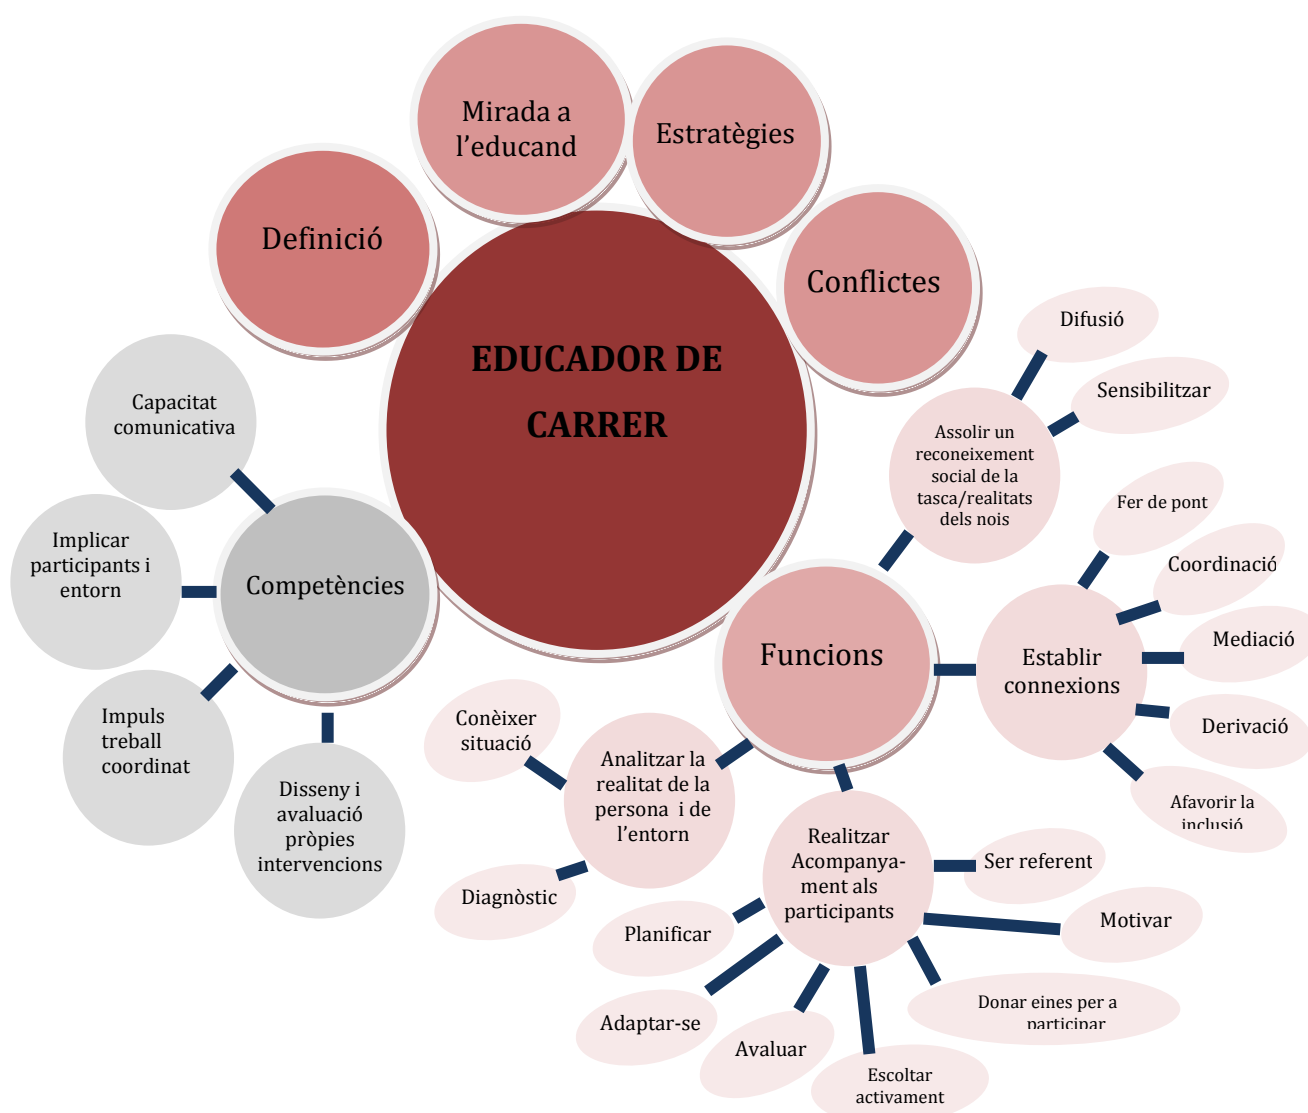 Mirada a
l'educand
Estratègies
Definició
Conflictes
EDUCADOR DE
CARRER
Difusió
Sensibilitzar
Assolir un
reconeixement
social de la
tasca/realitats
dels nois
Capacitat
comunicativa
Implicar
participants i
entorn
Competències
Impuls
treball
coordinat
Disseny i
avaluació
pròpies
intervencions
Funcions
Fer de pont
Coordinació
Mediació
Establir
connexions
Derivació
Afavorir la
inclusió
Conèixer
situació
Analitzar la
realitat de la
persona i de
l'entorn
Diagnòstic
Realitzar
Acompanya-
ment als
participants
Ser referent
Motivar
Planificar
Donar eines per a
participar
Adaptar-se
Avaluar
Escoltar
activament